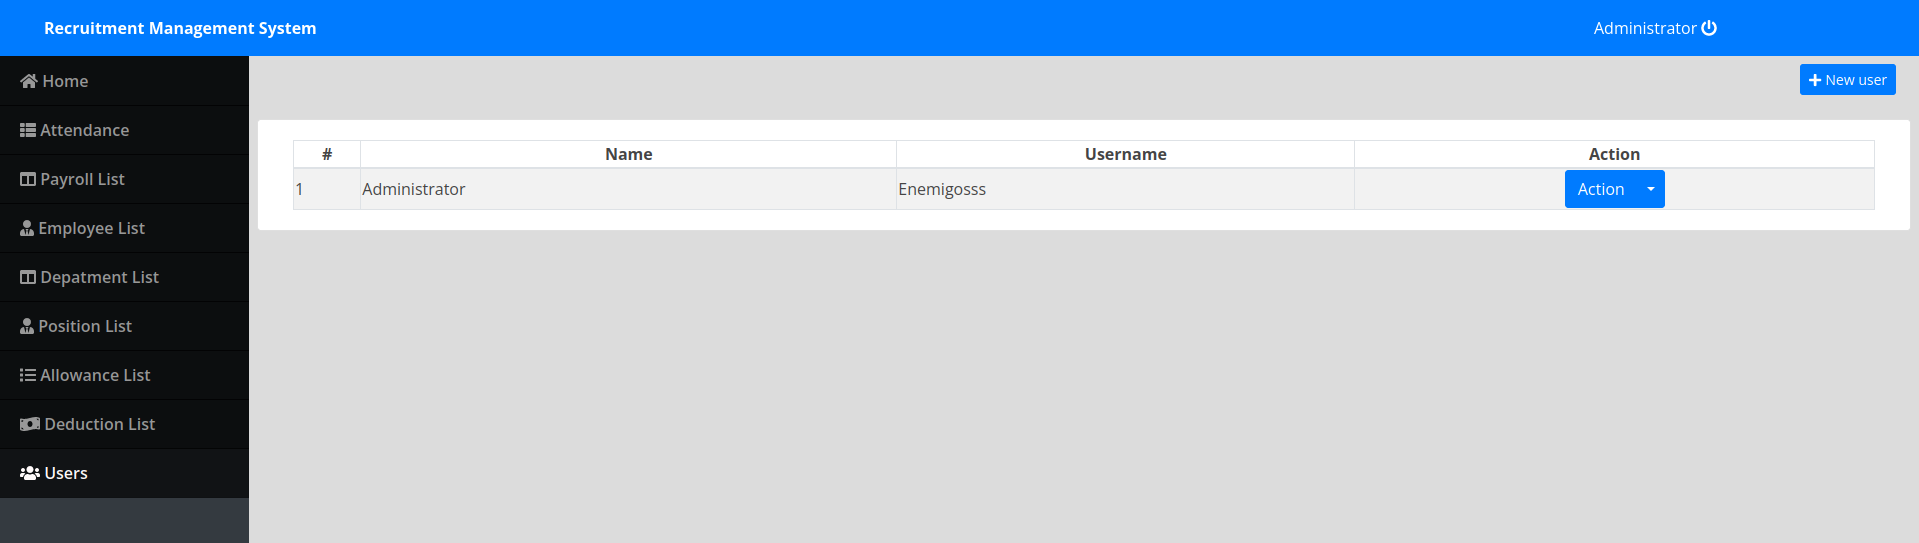 Recruitment Management System
Administrator
Home
Attendance
Payroll List
Employee List
Depatment List
Position List
Allowance List
Deduction List
Users
New user
# Name Username Action
1 Administrator Enemigosss Action